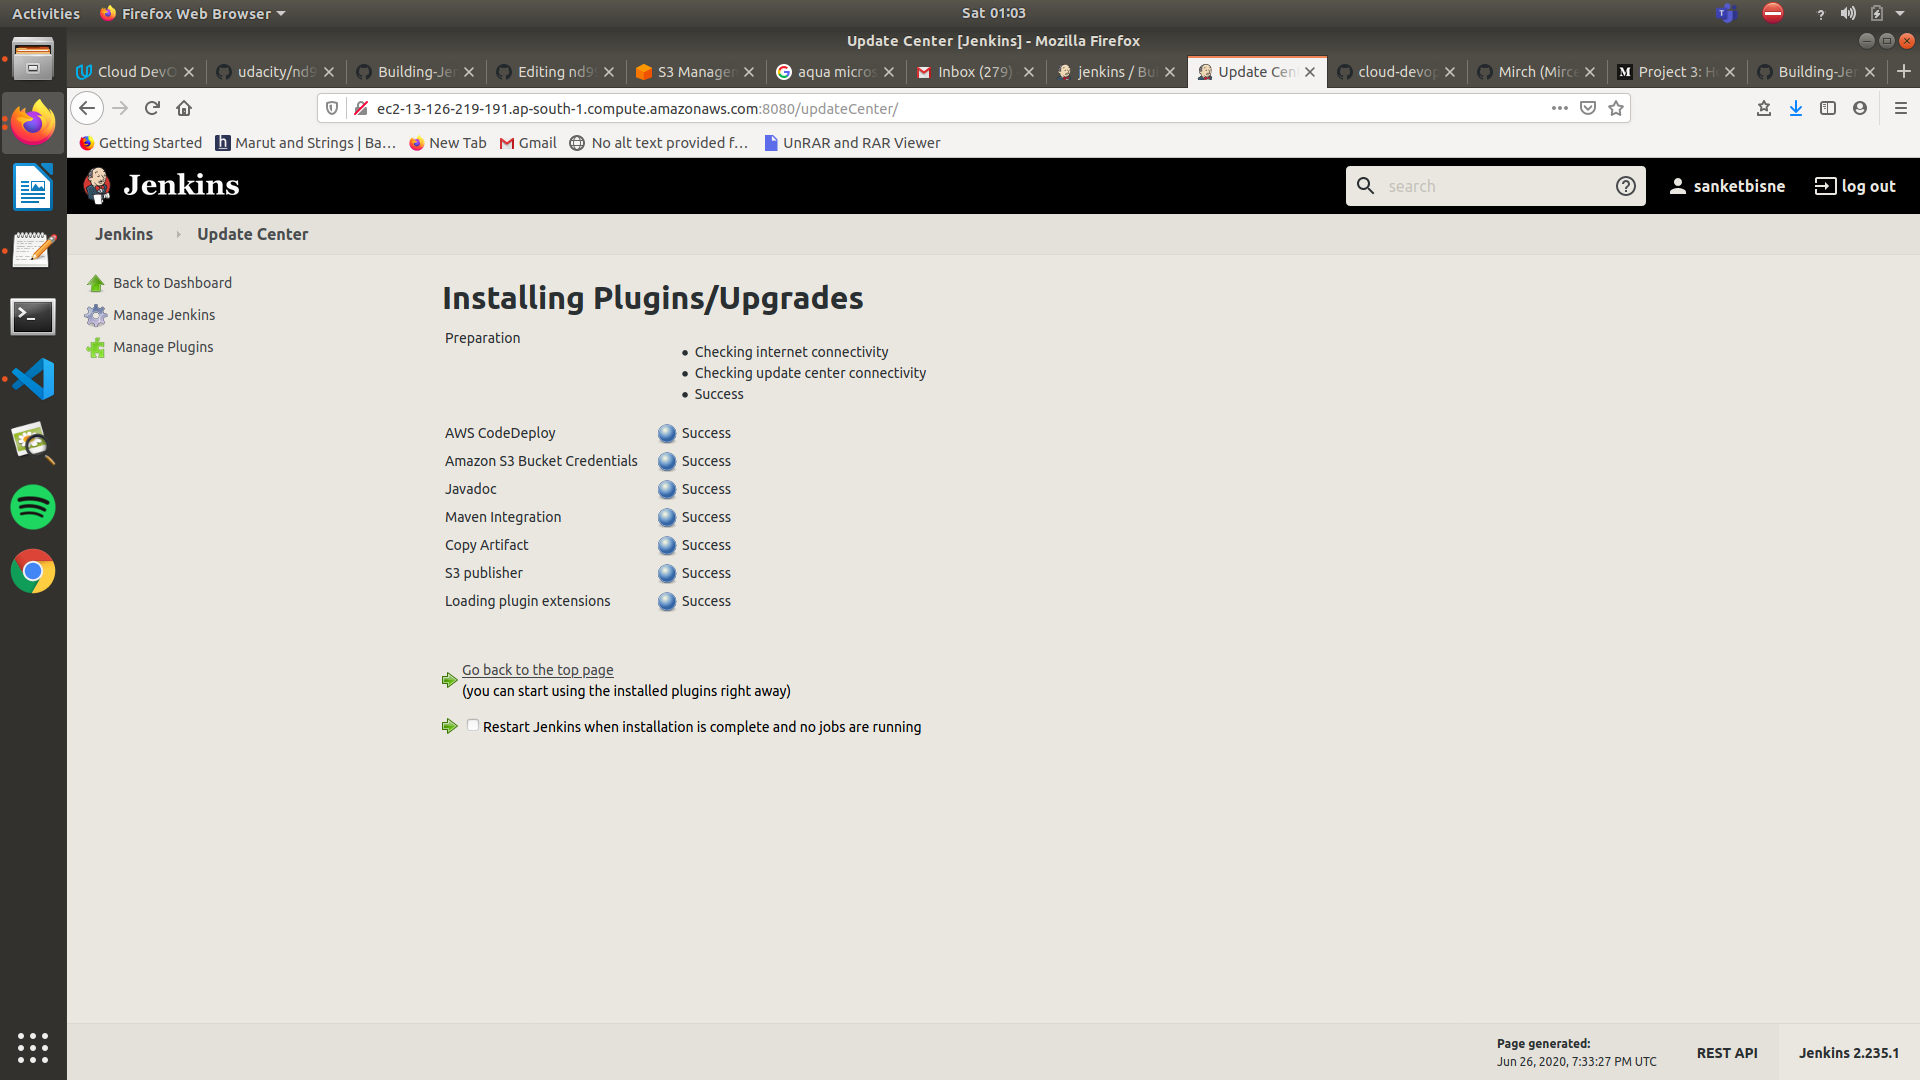 Activities
Firefox Web Browser
Sat 01:03
Update Center [Jenkins] - Mozilla Firefox
Cloud DevO
udacity/nd9
Building-Jen
Editing nd9
S3 Manager
aqua micros
Inbox (279)
jenkins / Bu
Update Cen
cloud-devop
Mirch (Mirce
Project 3: Ho
Building-Jen
ec2-13-126-219-191.ap-south-1.compute.amazonaws.com:8080/updateCenter/
Getting Started
Marut and Strings | Ba…
New Tab
Gmail
No alt text provided f…
UnRAR and RAR Viewer
Jenkins
search
sanketbisne
log out
Jenkins
Update Center
Back to Dashboard
Manage Jenkins
Manage Plugins
Installing Plugins/Upgrades
Preparation
Checking internet connectivity
Checking update center connectivity
Success
AWS CodeDeploy Success
Amazon S3 Bucket Credentials Success
Javadoc Success
Maven Integration Success
Copy Artifact Success
S3 publisher Success
Loading plugin extensions Success
Go back to the top page
(you can start using the installed plugins right away)
Restart Jenkins when installation is complete and no jobs are running
Page generated:
Jun 26, 2020, 7:33:27 PM UTC
REST API
Jenkins 2.235.1